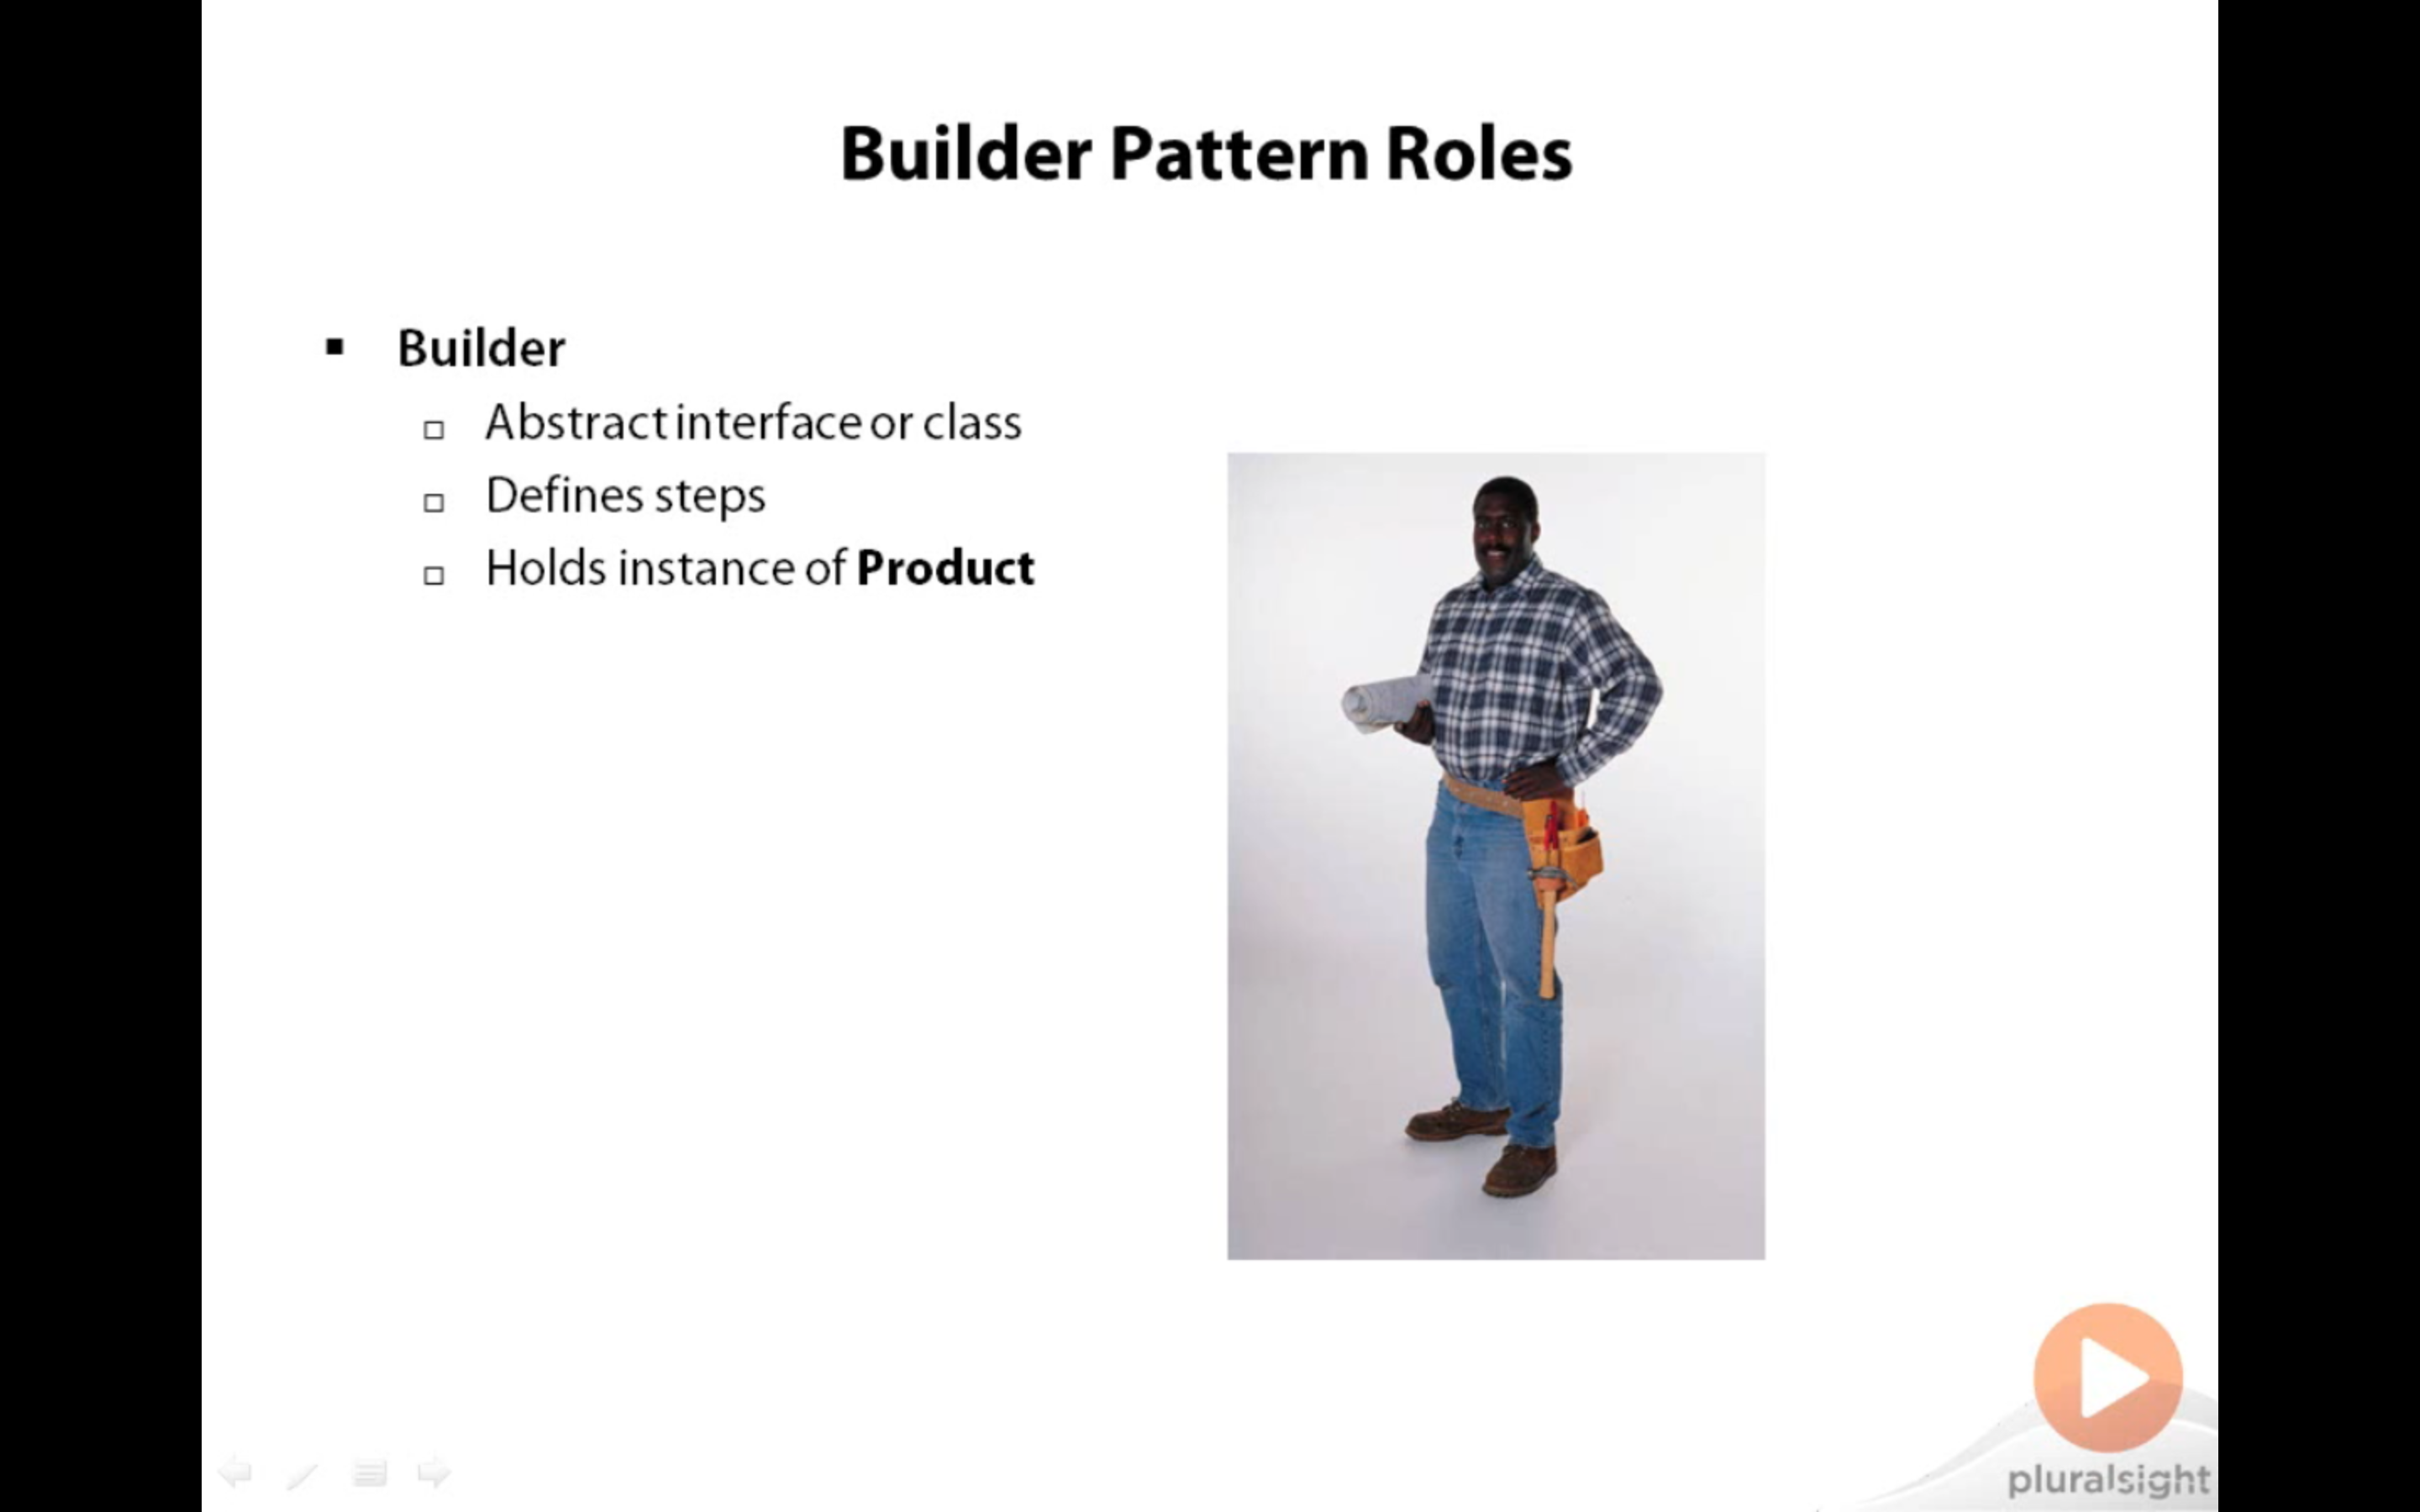 Builder Pattern Roles
Builder
Abstract interface or class
Defines steps
Holds instance of Product
pluralsight